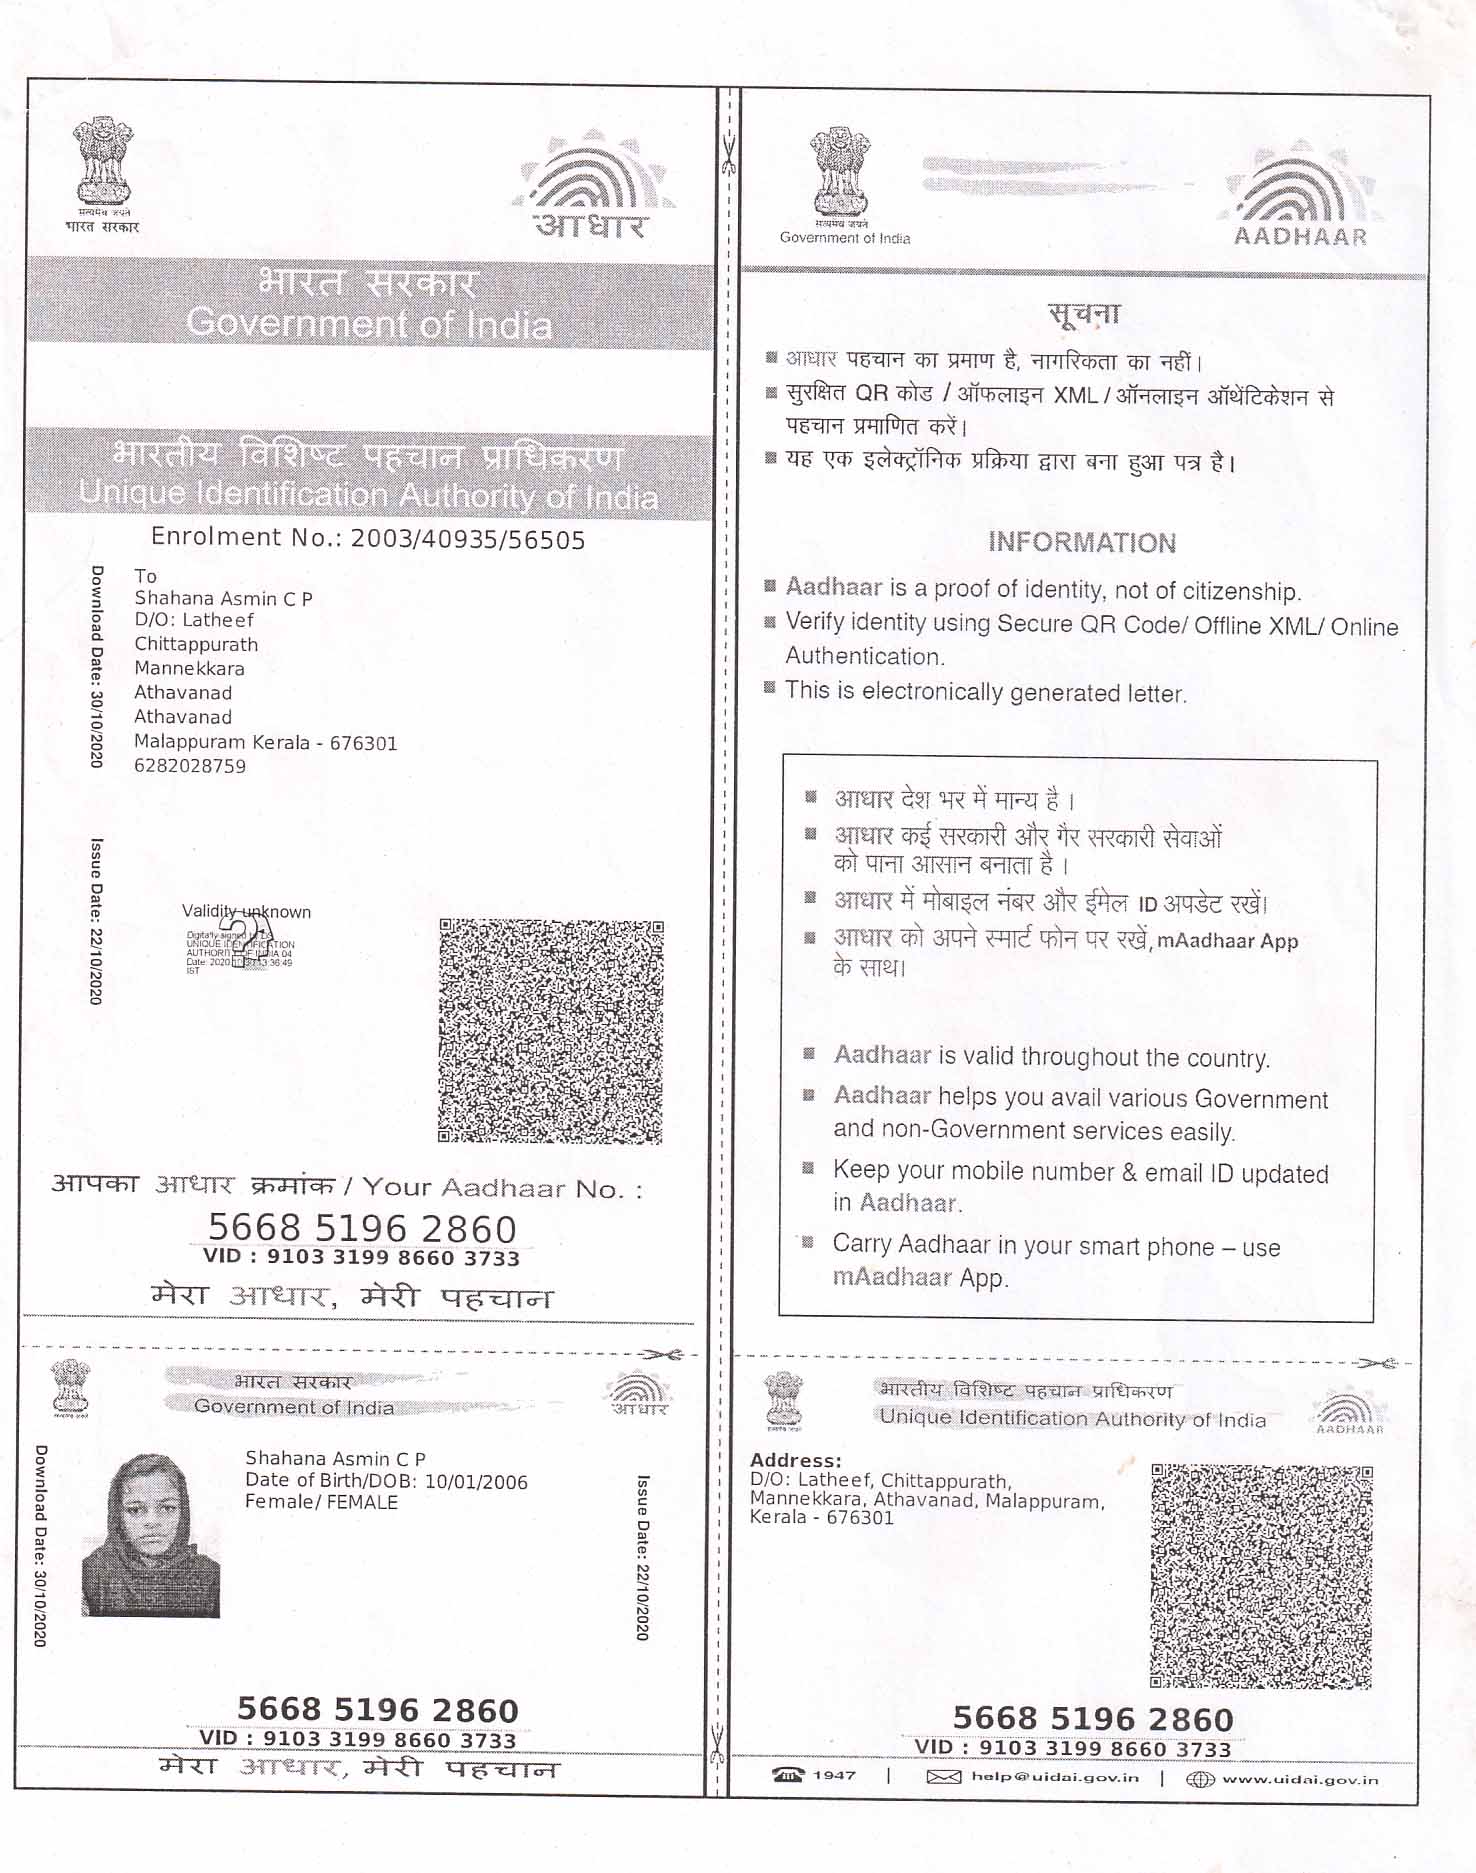 सत्यमेव जयते
भारत सरकार
आधार
भारत सरकार
Government of India
भारतीय विशिष्ट पहचान प्राधिकरण
Unique Identification Authority of India
Enrolment No.: 2003/40935/56505
Download Date: 30/10/2020
To
Shahana Asmin C P
D/O: Latheef
Chittappurath
Mannekkara
Athavanad
Athavanad
Malappuram Kerala - 676301
6282028759
Issue Date: 22/10/2020
Validity unknown
Digitally signed by DS
UNIQUE IDENTIFICATION
AUTHORITY OF INDIA 04
Date: 2020 36:49
IST
आपका आधार क्रमांक / Your Aadhaar No. :
5668 5196 2860
VID : 9103 3199 8660 3733
मेरा आधार, मेरी पहचान
सत्यमेव जयते
Government of India
AADHAAR
सूचना
आधार पहचान का प्रमाण है, नागरिकता का नहीं।
सुरक्षित QR कोड / ऑफलाइन XML / ऑनलाइन ऑथेंटिकेशन से
पहचान प्रमाणित करें।
यह एक इलेक्ट्रॉनिक प्रक्रिया द्वारा बना हुआ पत्र है।
INFORMATION
Aadhaar is a proof of identity, not of citizenship.
Verify identity using Secure QR Code/ Offline XML/ Online
Authentication.
This is electronically generated letter.
आधार देश भर में मान्य है ।
आधार कई सरकारी और गैर सरकारी सेवाओं
को पाना आसान बनाता है ।
आधार में मोबाइल नंबर और ईमेल ID अपडेट रखें।
आधार को अपने स्मार्ट फोन पर रखें, mAadhaar App
के साथ।
Aadhaar is valid throughout the country.
Aadhaar helps you avail various Government
and non-Government services easily.
Keep your mobile number & email ID updated
in Aadhaar.
Carry Aadhaar in your smart phone – use
mAadhaar App.
भारत सरकार
Government of India
आधार
Download Date: 30/10/2020
Shahana Asmin C P
Date of Birth/DOB: 10/01/2006
Female/ FEMALE
Issue Date: 22/10/2020
5668 5196 2860
VID : 9103 3199 8660 3733
मेरा आधार, मेरी पहचान
भारतीय विशिष्ट पहचान प्राधिकरण
Unique Identification Authority of India
AADHAAR
Address:
D/O: Latheef, Chittappurath,
Mannekkara, Athavanad, Malappuram,
Kerala - 676301
5668 5196 2860
VID : 9103 3199 8660 3733
1947 | help@uidai.gov.in | www.uidai.gov.in